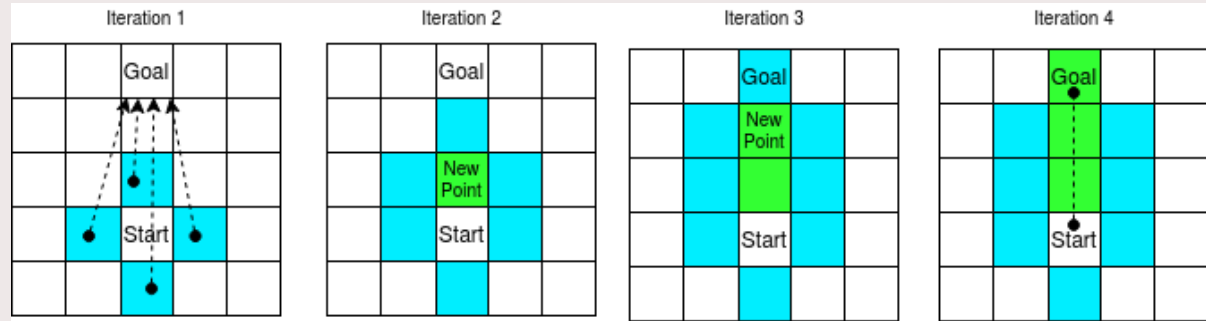 Iteration 1
Iteration 2
Iteration 3
Iteration 4
Goal
Start
Goal
New
Point
Start
Goal
New
Point
Start
Goal
Start